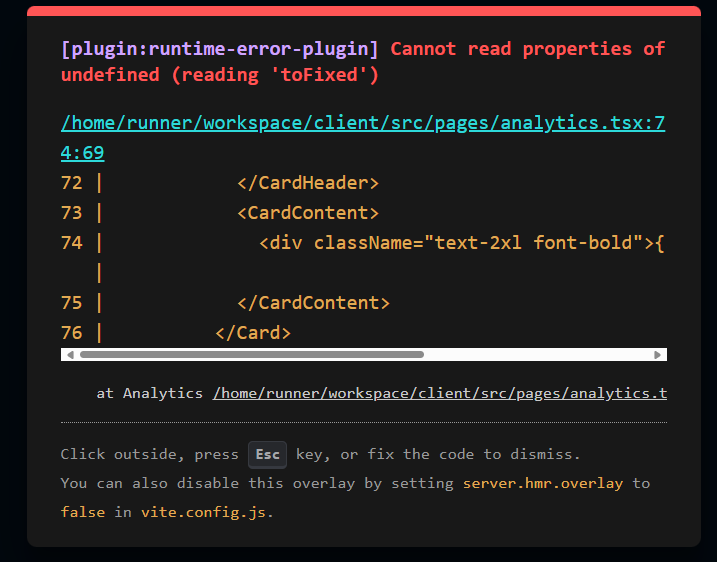 [plugin:runtime-error-plugin] Cannot read properties of
undefined (reading 'toFixed')
/home/runner/workspace/client/src/pages/analytics.tsx:7
4:69
72 |            </CardHeader>
73 |            <CardContent>
74 |              <div className="text-2xl font-bold">{
   |
75 |            </CardContent>
76 |          </Card>
at Analytics /home/runner/workspace/client/src/pages/analytics.t
Click outside, press Esc key, or fix the code to dismiss.
You can also disable this overlay by setting server.hmr.overlay to
false in vite.config.js.